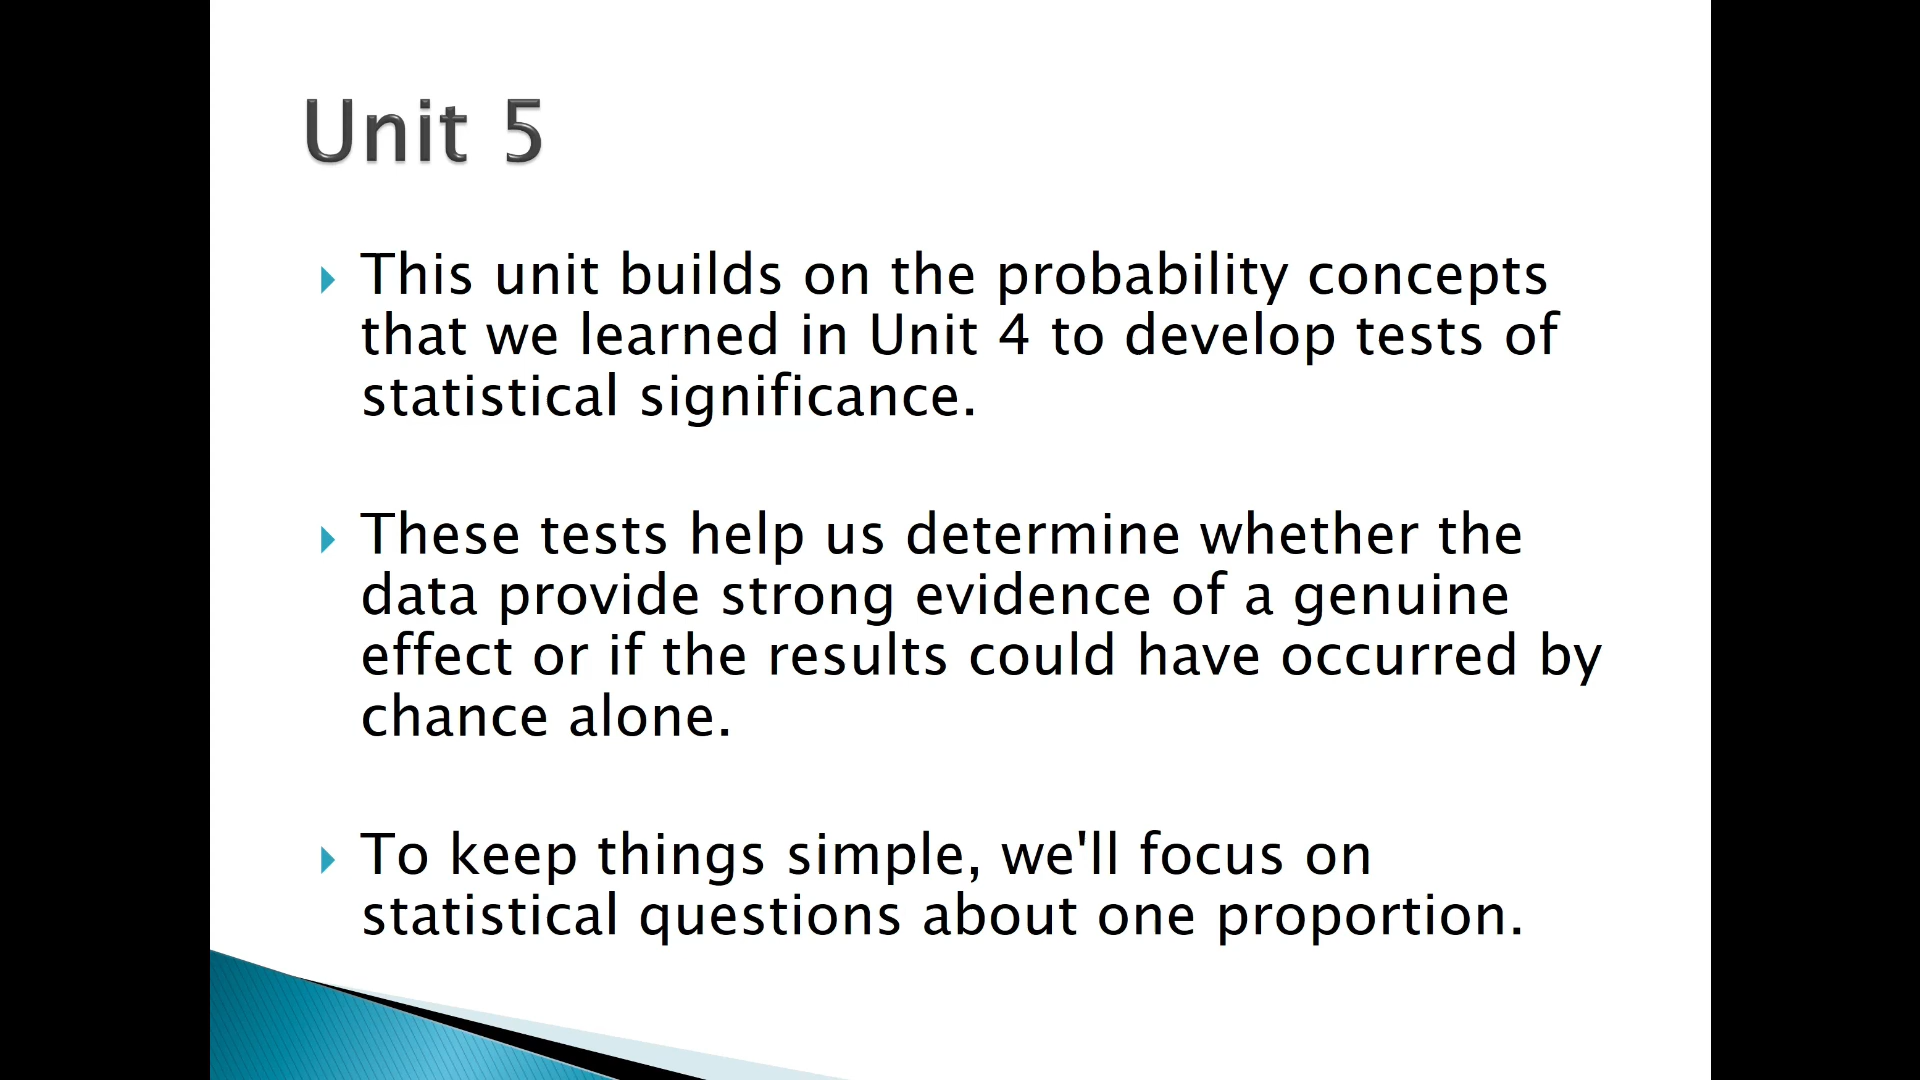 Unit 5
This unit builds on the probability concepts
that we learned in Unit 4 to develop tests of
statistical significance.
These tests help us determine whether the
data provide strong evidence of a genuine
effect or if the results could have occurred by
chance alone.
To keep things simple, we'll focus on
statistical questions about one proportion.